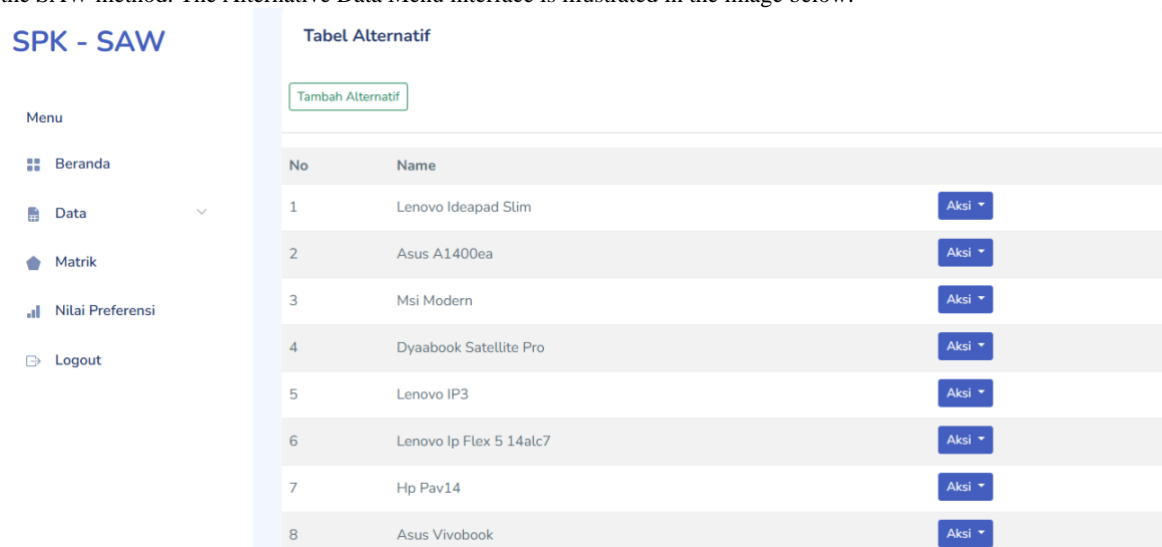 the SAW method. The Alternative Data Menu interface is illustrated in the image below:
SPK - SAW
Menu
Beranda
Data
Matrik
Nilai Preferensi
Logout
Tabel Alternatif
Tambah Alternatif
No Name
1 Lenovo Ideapad Slim Aksi
2 Asus A1400ea Aksi
3 Msi Modern Aksi
4 Dyaabook Satellite Pro Aksi
5 Lenovo IP3 Aksi
6 Lenovo Ip Flex 5 14alc7 Aksi
7 Hp Pav14 Aksi
8 Asus Vivobook Aksi